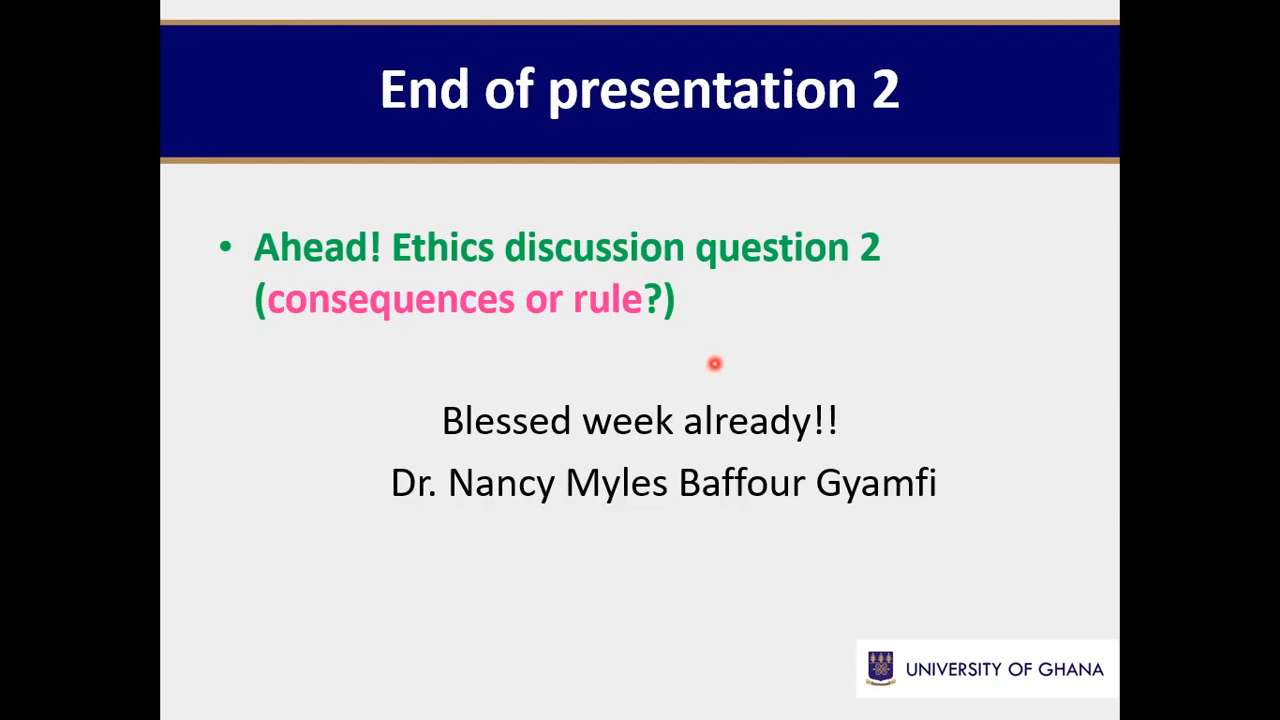 End of presentation 2
• Ahead! Ethics discussion question 2
(consequences or rule?)
Blessed week already!!
Dr. Nancy Myles Baffour Gyamfi
UNIVERSITY OF GHANA